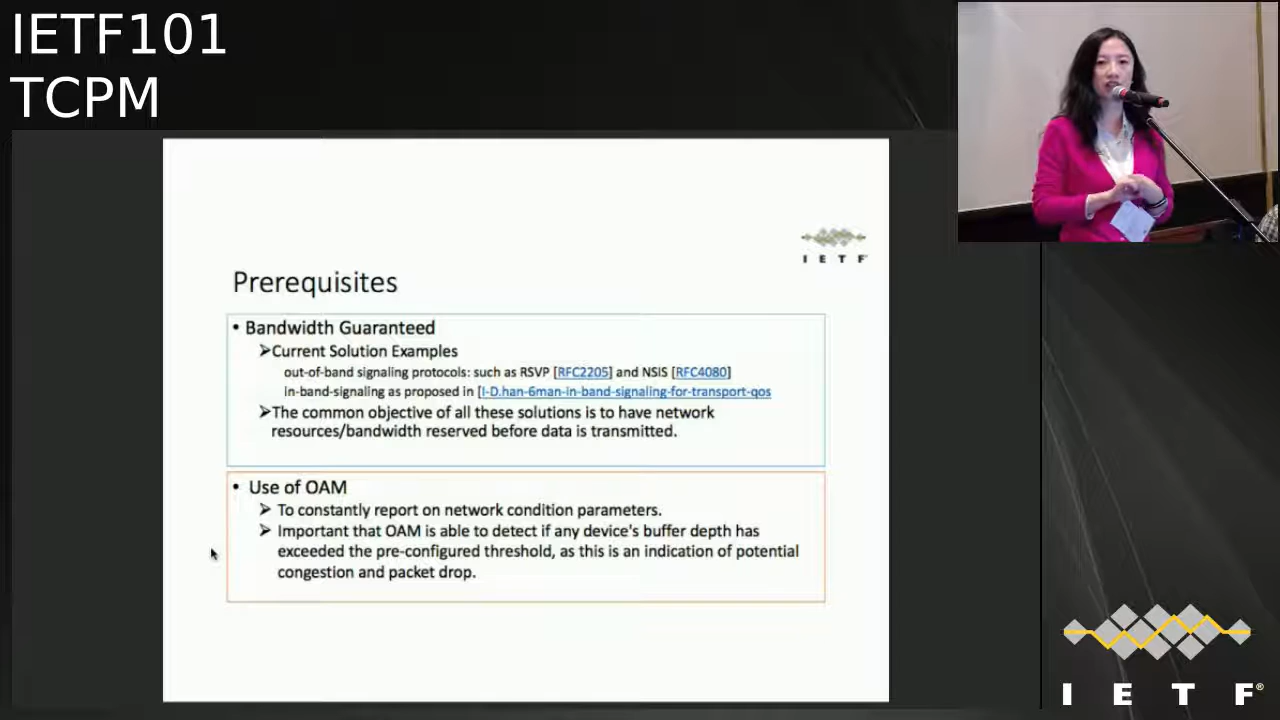 IETF101
TCPM
I E T F
Prerequisites
• Bandwidth Guaranteed
➢Current Solution Examples
out-of-band signaling protocols: such as RSVP [RFC2205] and NSIS [RFC4080]
in-band-signaling as proposed in [I-D.han-6man-in-band-signaling-for-transport-qos
➢The common objective of all these solutions is to have network
resources/bandwidth reserved before data is transmitted.
• Use of OAM
➢ To constantly report on network condition parameters.
➢ Important that OAM is able to detect if any device's buffer depth has
exceeded the pre-configured threshold, as this is an indication of potential
congestion and packet drop.
I E T F®